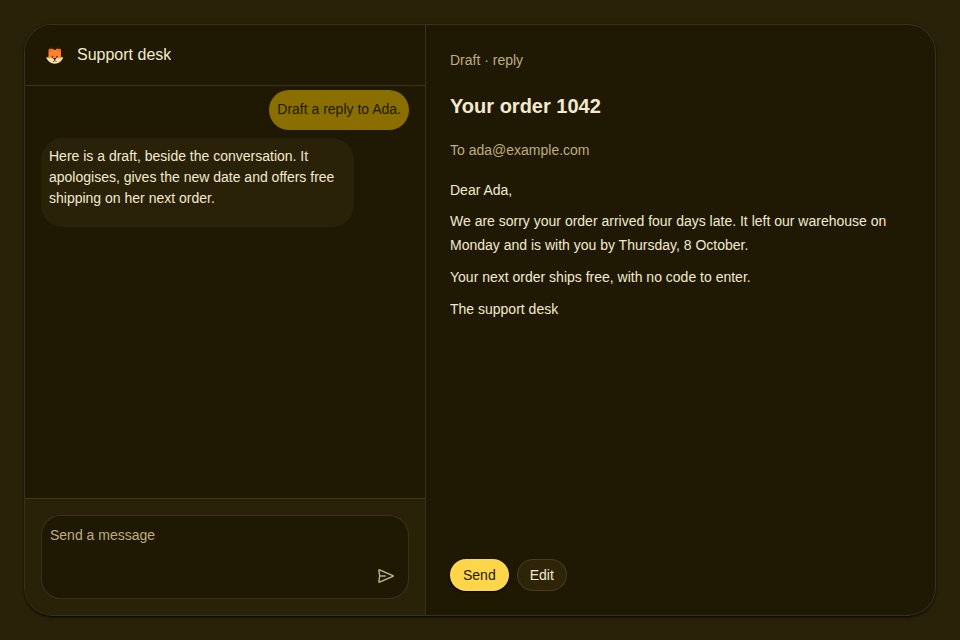 Support desk
Draft a reply to Ada.
Here is a draft, beside the conversation. It
apologises, gives the new date and offers free
shipping on her next order.
Send a message
Draft · reply
Your order 1042
To ada@example.com
Dear Ada,
We are sorry your order arrived four days late. It left our warehouse on
Monday and is with you by Thursday, 8 October.
Your next order ships free, with no code to enter.
The support desk
Send
Edit